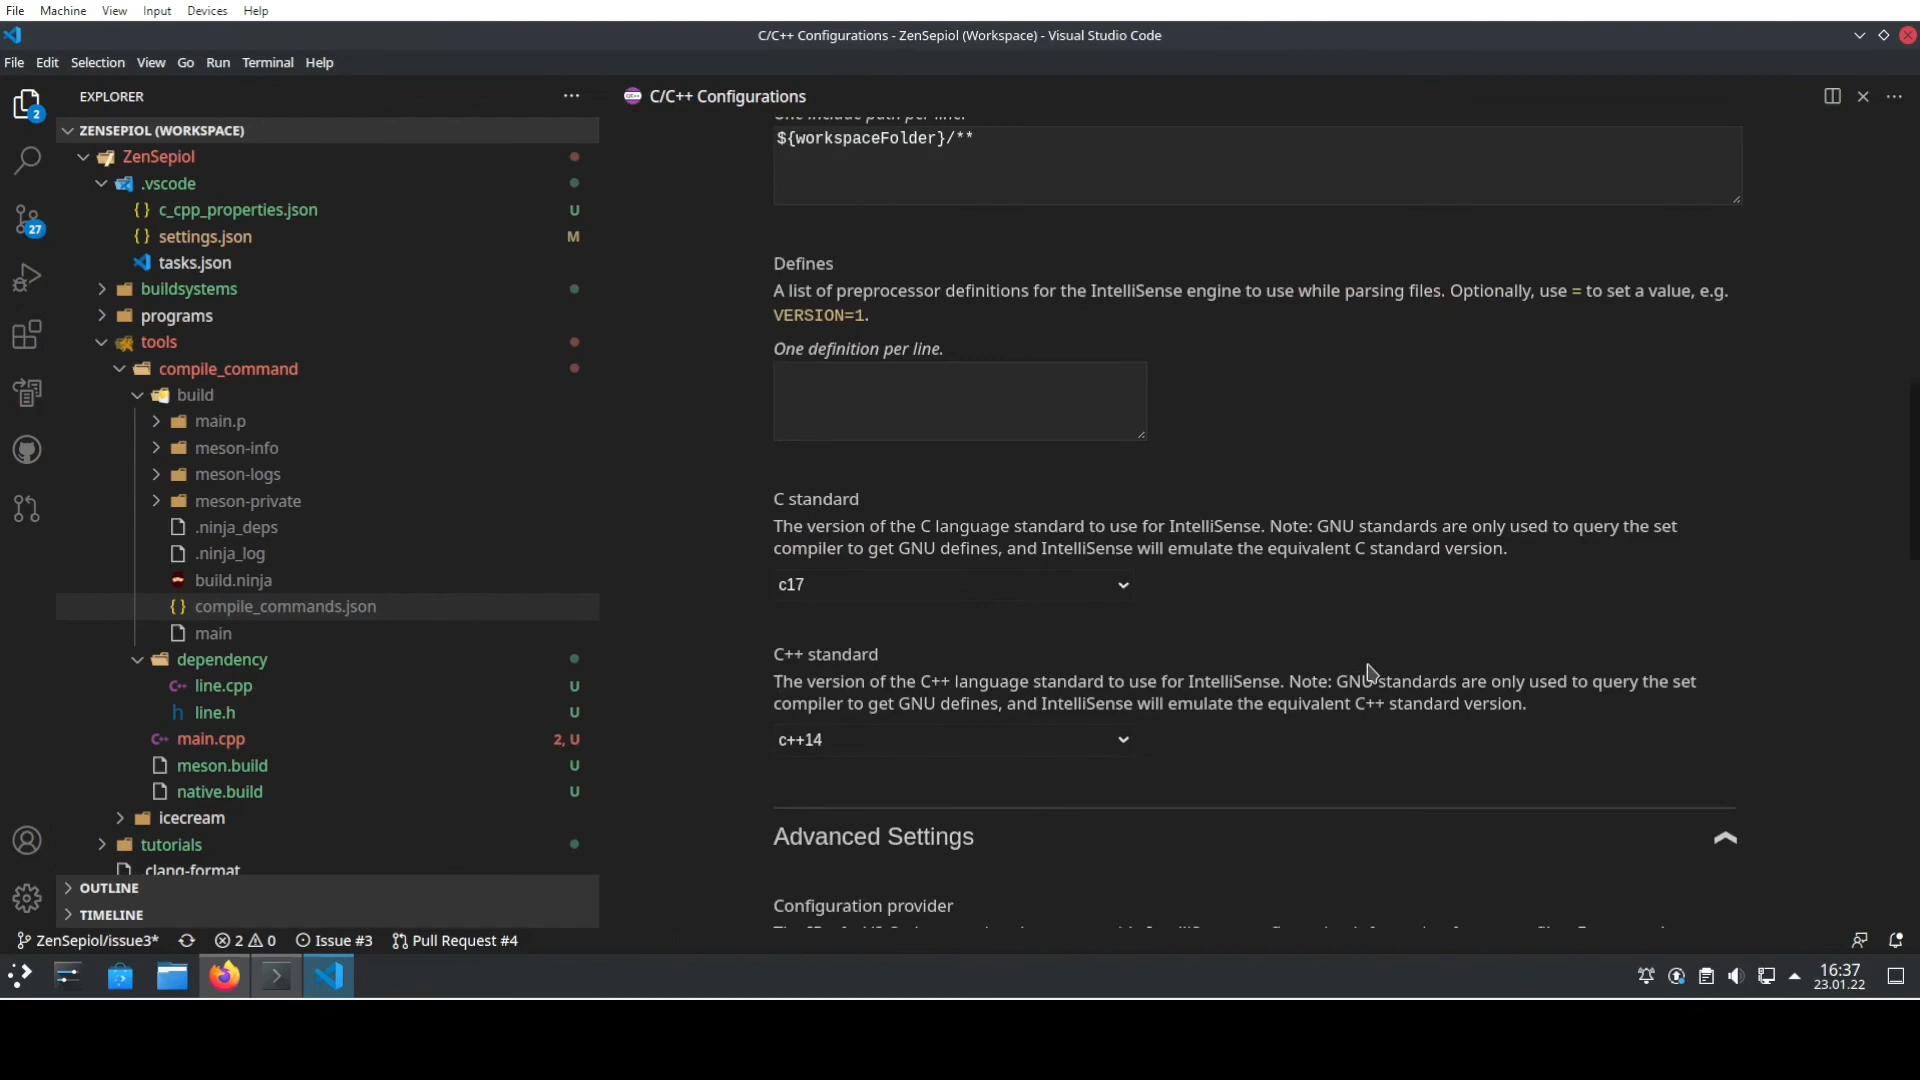 File Machine View Input Devices Help
C/C++ Configurations - ZenSepiol (Workspace) - Visual Studio Code
File Edit Selection View Go Run Terminal Help
EXPLORER
ZENSEPIOL (WORKSPACE)
ZenSepiol
.vscode
c_cpp_properties.json U
settings.json M
tasks.json
buildsystems
programs
tools
compile_command
build
main.p
meson-info
meson-logs
meson-private
.ninja_deps
.ninja_log
build.ninja
compile_commands.json
main
dependency
line.cpp U
line.h U
main.cpp 2, U
meson.build U
native.build U
icecream
tutorials
.clang-format
OUTLINE
TIMELINE
2
27
C/C++ Configurations
One include path per line.
${workspaceFolder}/**
Defines
A list of preprocessor definitions for the IntelliSense engine to use while parsing files. Optionally, use = to set a value, e.g.
VERSION=1.
One definition per line.
C standard
The version of the C language standard to use for IntelliSense. Note: GNU standards are only used to query the set
compiler to get GNU defines, and IntelliSense will emulate the equivalent C standard version.
c17
C++ standard
The version of the C++ language standard to use for IntelliSense. Note: GNU standards are only used to query the set
compiler to get GNU defines, and IntelliSense will emulate the equivalent C++ standard version.
c++14
Advanced Settings
Configuration provider
ZenSepiol/issue3* 2 0 Issue #3 Pull Request #4
16:37
23.01.22